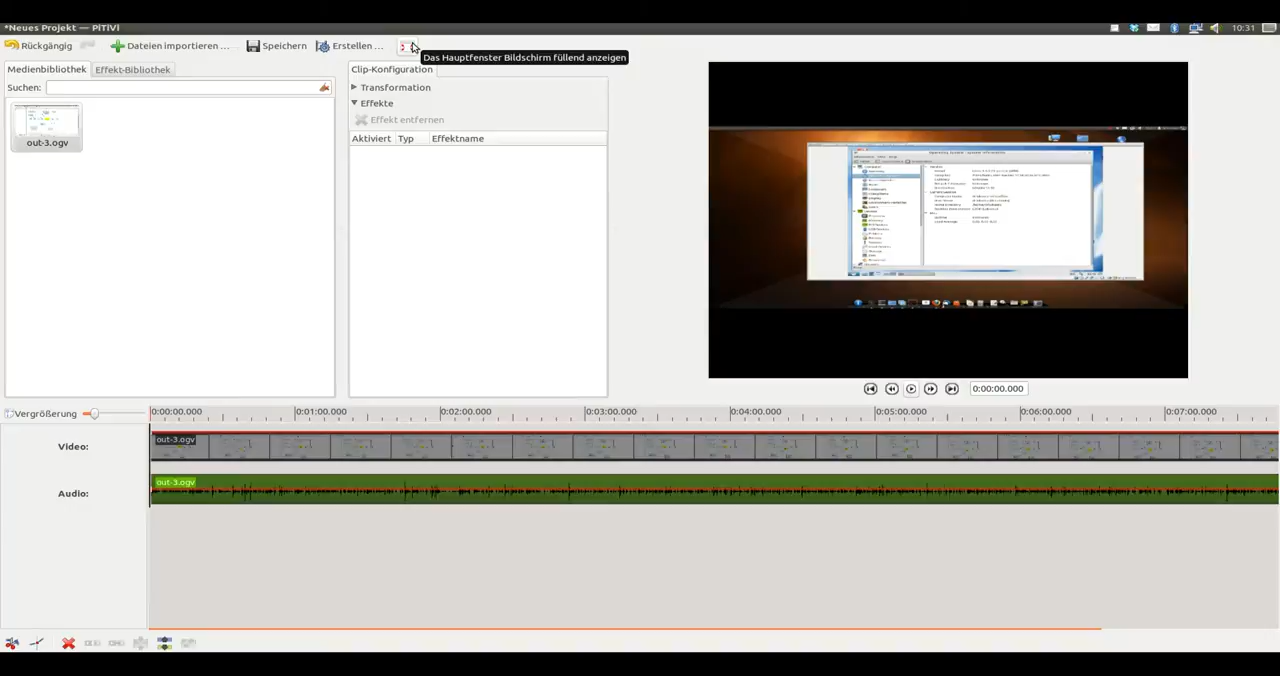 *Neues Projekt — PiTiVi
10:31
Rückgängig
Dateien importieren ...
Speichern
Erstellen ...
Das Hauptfenster Bildschirm füllend anzeigen
Medienbibliothek
Effekt-Bibliothek
Clip-Konfiguration
Suchen:
Transformation
Effekte
Effekt entfernen
Aktiviert Typ Effektname
out-3.ogv
0:00:00.000
Vergrößerung
0:00:00.000 0:01:00.000 0:02:00.000 0:03:00.000 0:04:00.000 0:05:00.000 0:06:00.000 0:07:00.000
Video:
out-3.ogv
Audio:
out-3.ogv